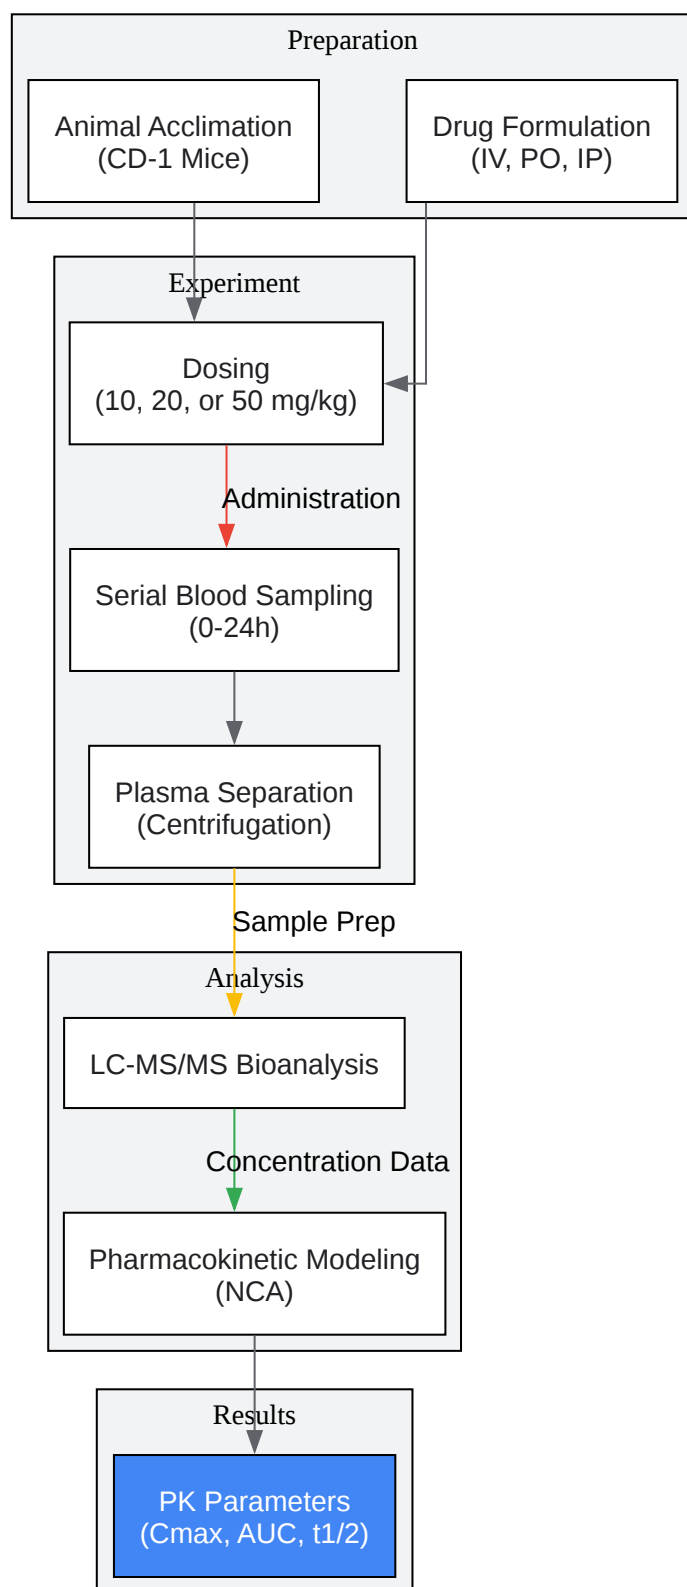 Preparation
Animal Acclimation
(CD-1 Mice)
Drug Formulation
(IV, PO, IP)
Experiment
Dosing
(10, 20, or 50 mg/kg)
Administration
Serial Blood Sampling
(0-24h)
Plasma Separation
(Centrifugation)
Sample Prep
Analysis
LC-MS/MS Bioanalysis
Concentration Data
Pharmacokinetic Modeling
(NCA)
Results
PK Parameters
(Cmax, AUC, t1/2)